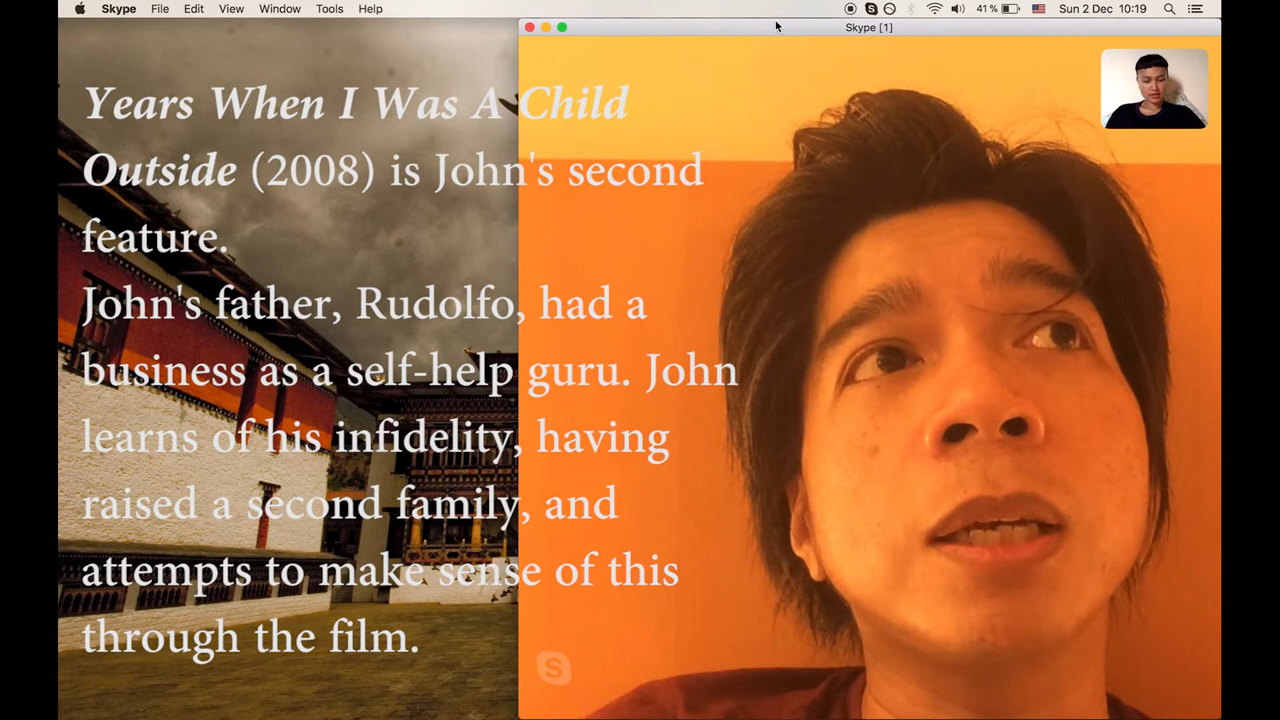 Skype File Edit View Window Tools Help 41% Sun 2 Dec 10:19
Skype [1]
Years When I Was A Child
Outside (2008) is John's second
feature.
John's father, Rudolfo, had a
business as a self-help guru. John
learns of his infidelity, having
raised a second family, and
attempts to make sense of this
through the film.